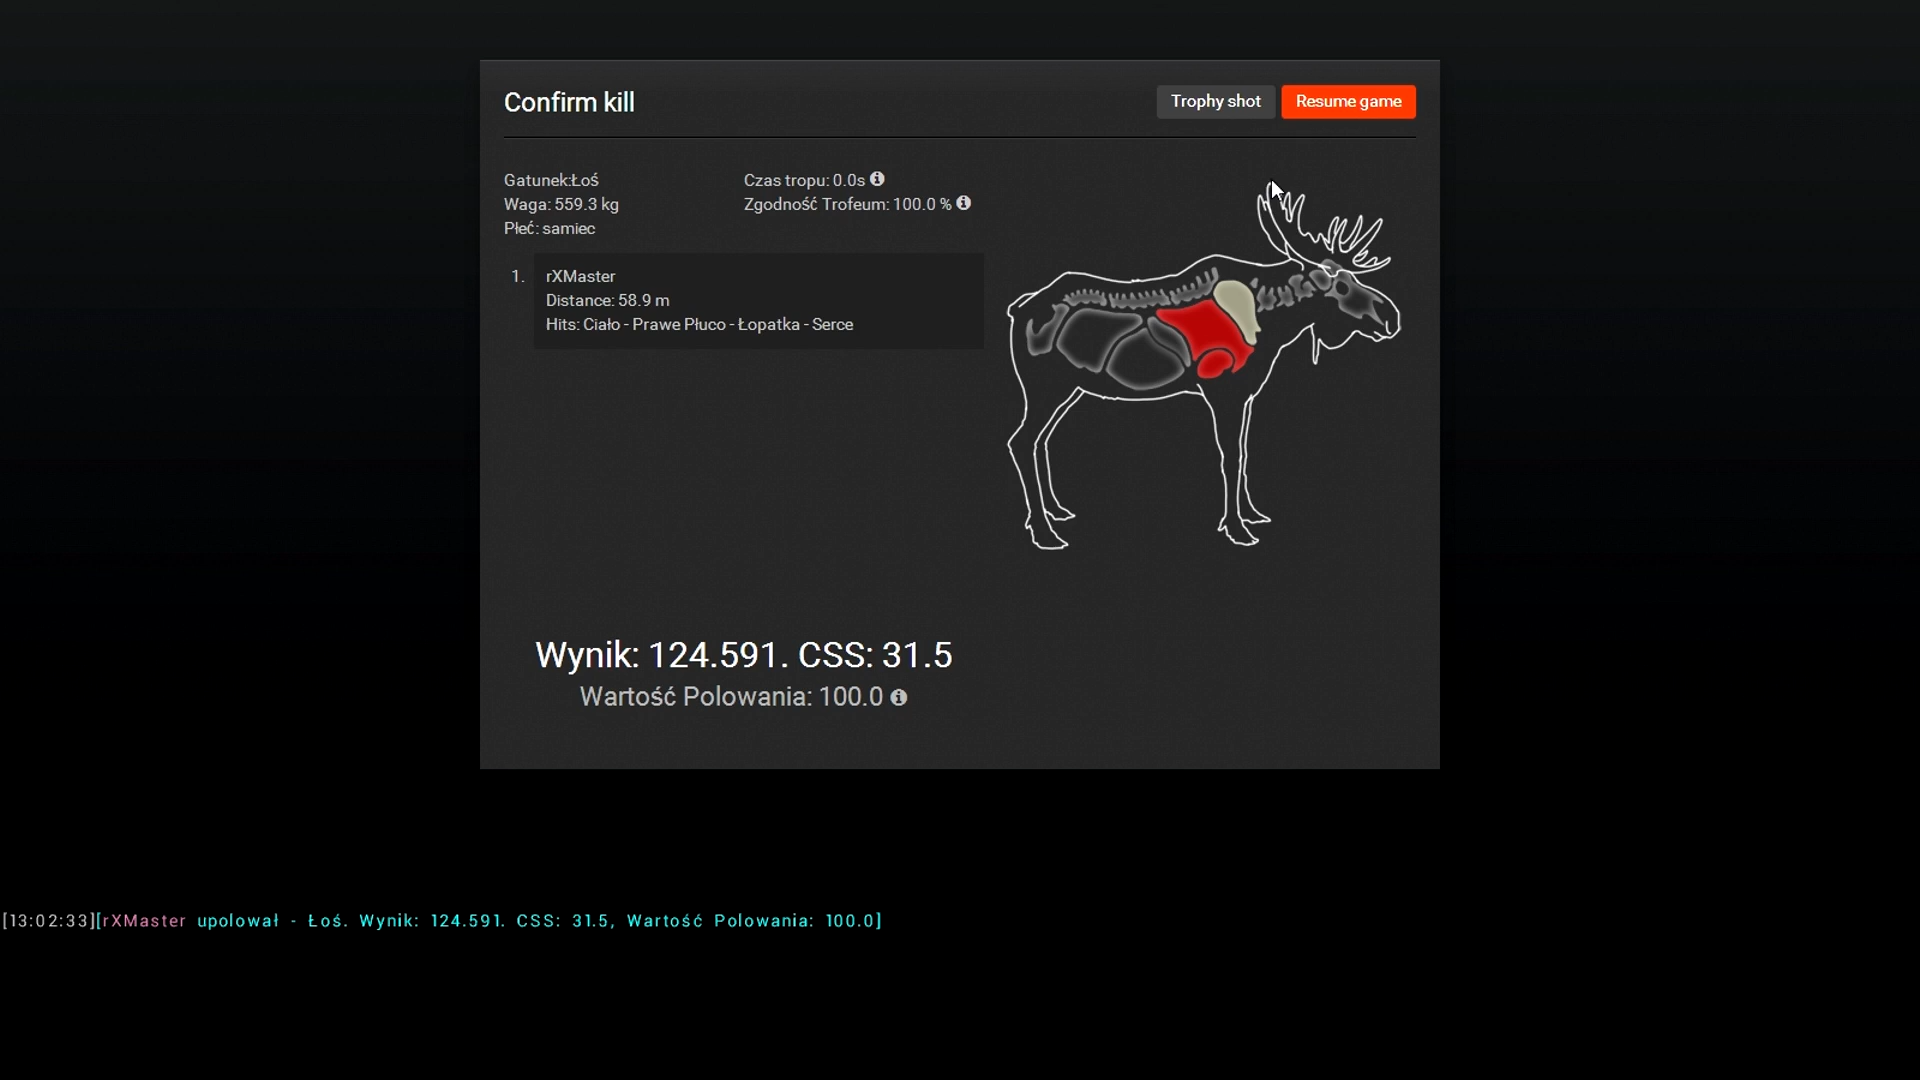 Confirm kill
Trophy shot
Resume game
Gatunek:Łoś
Waga: 559.3 kg
Płeć: samiec
Czas tropu: 0.0s
Zgodność Trofeum: 100.0 %
1. rXMaster
Distance: 58.9 m
Hits: Ciało - Prawe Płuco - Łopatka - Serce
Wynik: 124.591. CSS: 31.5
Wartość Polowania: 100.0
[13:02:33][rXMaster upolował - Łoś. Wynik: 124.591. CSS: 31.5, Wartość Polowania: 100.0]